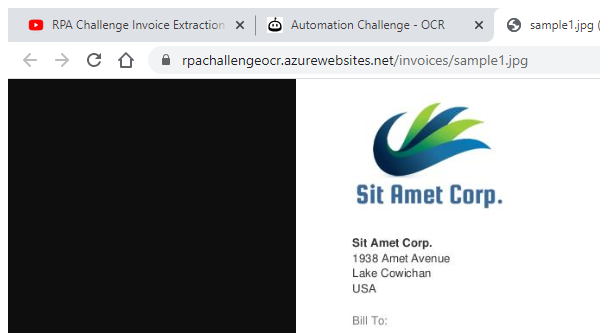 RPA Challenge Invoice Extraction
Automation Challenge - OCR
sample1.jpg (
rpachallengeocr.azurewebsites.net/invoices/sample1.jpg
Sit Amet Corp.
Sit Amet Corp.
1938 Amet Avenue
Lake Cowichan
USA
Bill To: